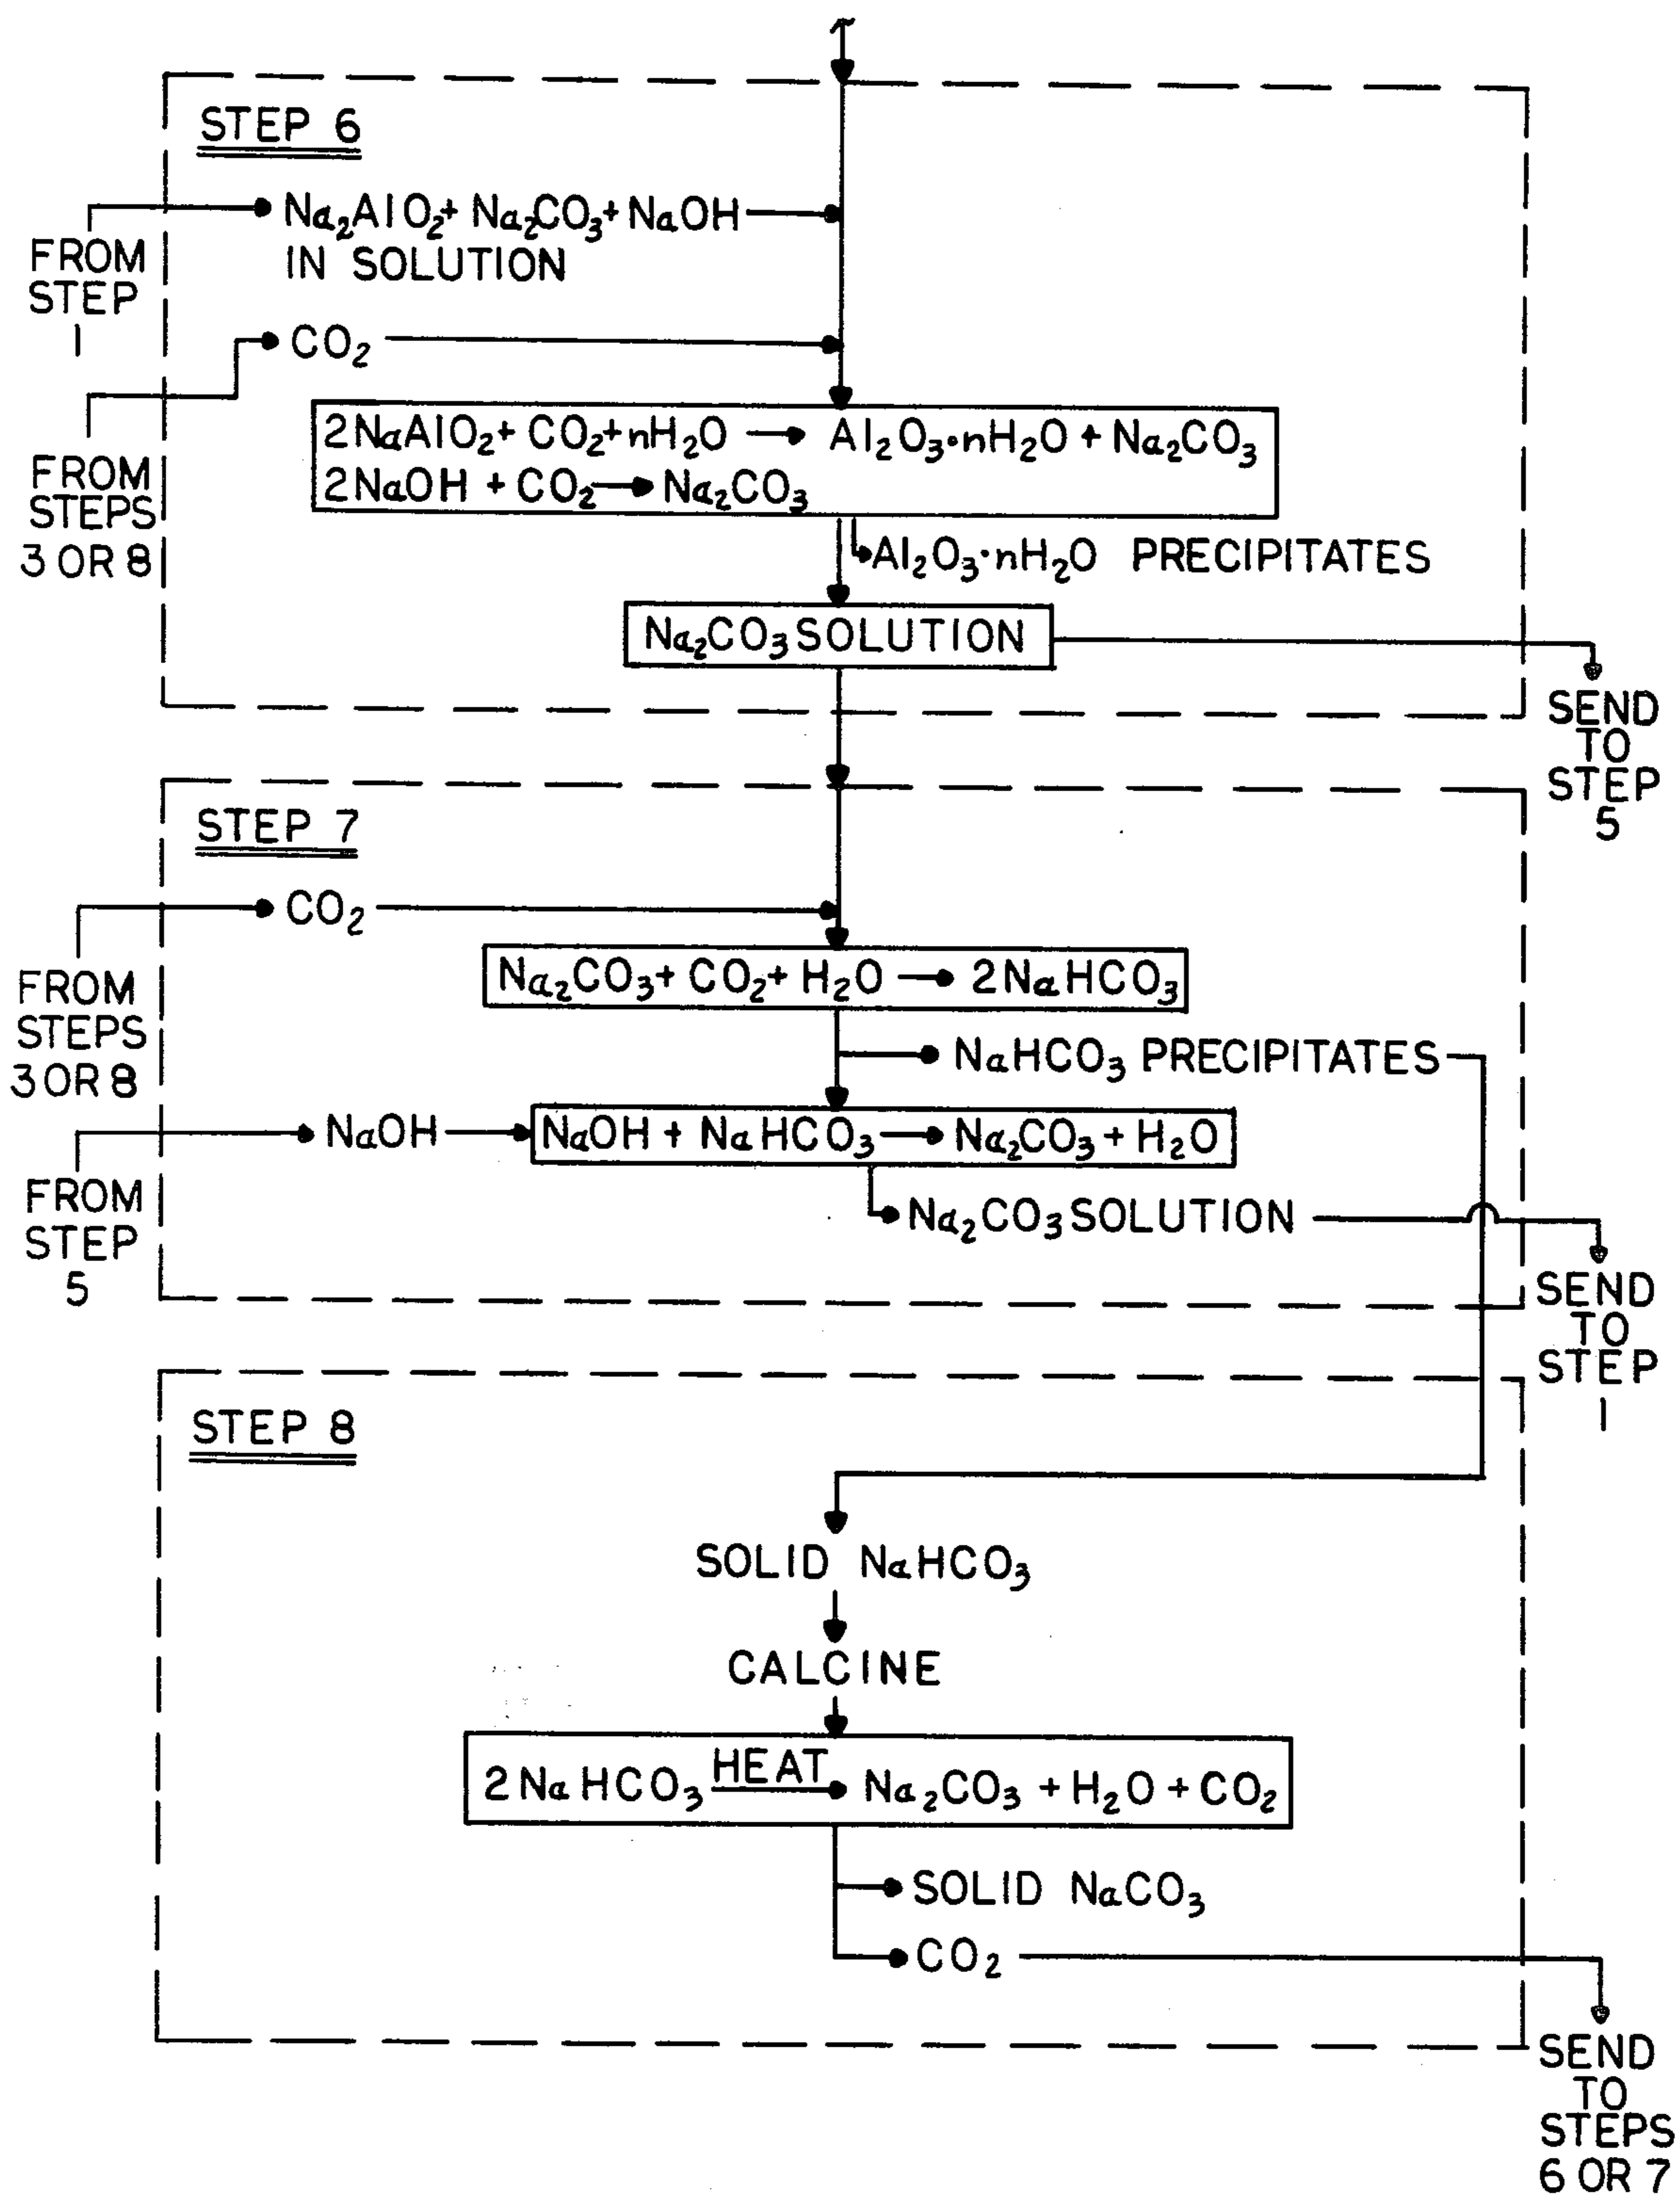 STEP 6
Na₂AlO₂+ Na₂CO₃+ NaOH
IN SOLUTION
FROM
STEP
1
CO₂
FROM
STEPS
3 OR 8
2NaAlO₂+ CO₂+nH₂O → Al₂O₃·nH₂O + Na₂CO₃
2NaOH + CO₂→ Na₂CO₃
Al₂O₃·nH₂O PRECIPITATES
Na₂CO₃ SOLUTION
SEND
TO
STEP
5
STEP 7
CO₂
FROM
STEPS
3 OR 8
Na₂CO₃+ CO₂+ H₂O → 2NaHCO₃
NaHCO₃ PRECIPITATES
NaOH
NaOH + NaHCO₃ → Na₂CO₃ + H₂O
FROM
STEP
5
Na₂CO₃ SOLUTION
SEND
TO
STEP
1
STEP 8
SOLID NaHCO₃
CALCINE
2NaHCO₃ HEAT→ Na₂CO₃ + H₂O + CO₂
SOLID NaCO₃
CO₂
SEND
TO
STEPS
6 OR 7